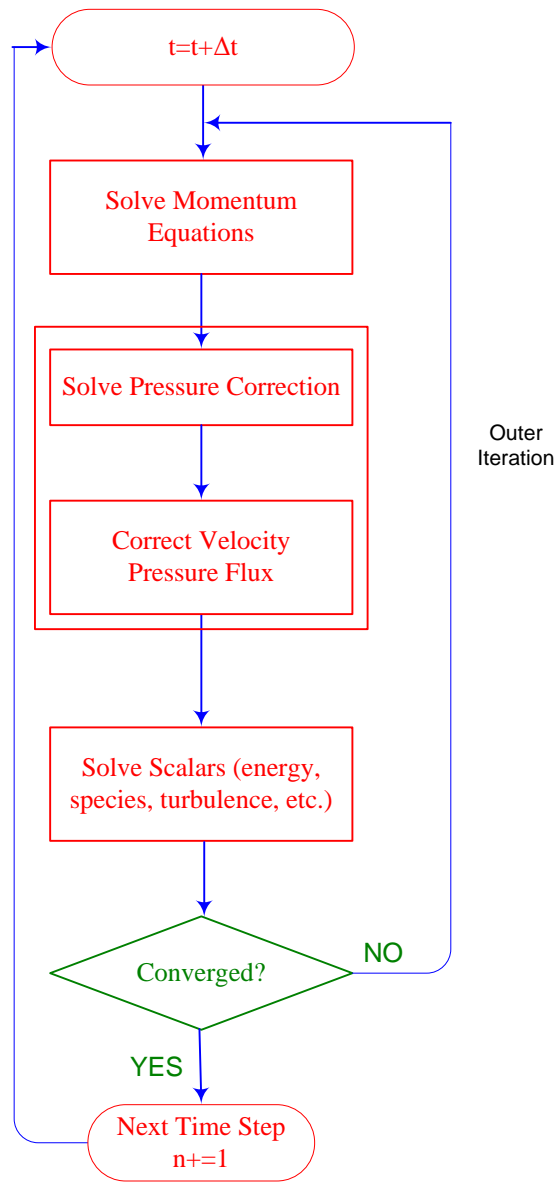 t=t+Δt
Solve Momentum
Equations
Solve Pressure Correction
Outer
Iteration
Correct Velocity
Pressure Flux
Solve Scalars (energy,
species, turbulence, etc.)
Converged?
NO
YES
Next Time Step
n+=1